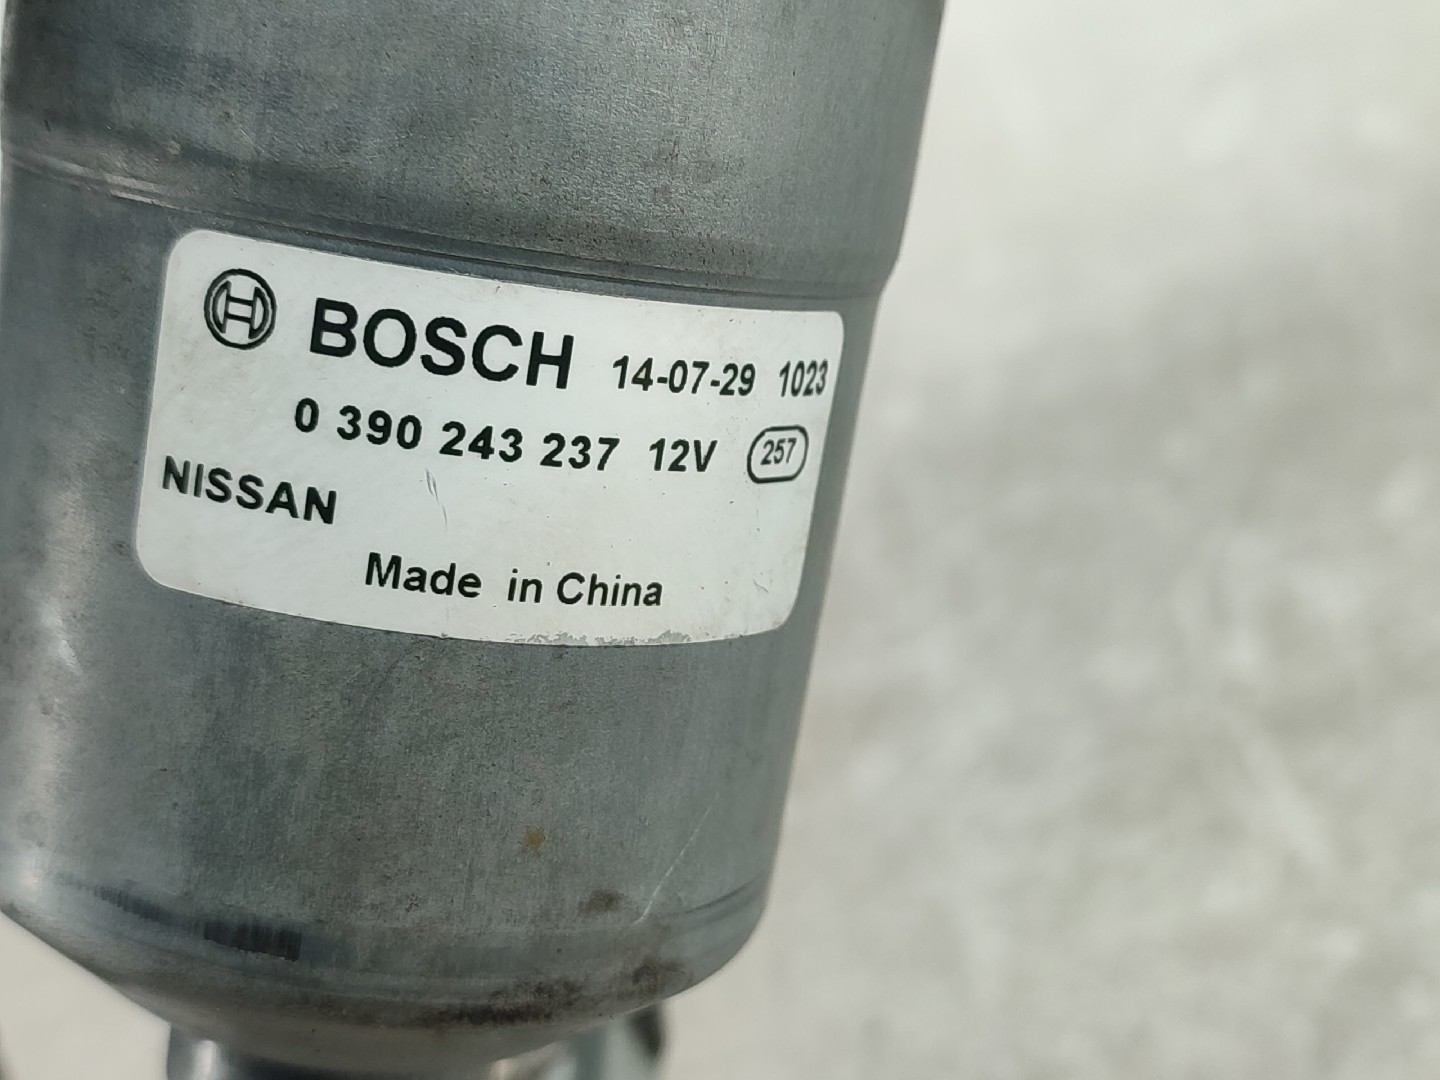 BOSCH 14-07-29 1023
0 390 243 237 12V 257
NISSAN
Made in China